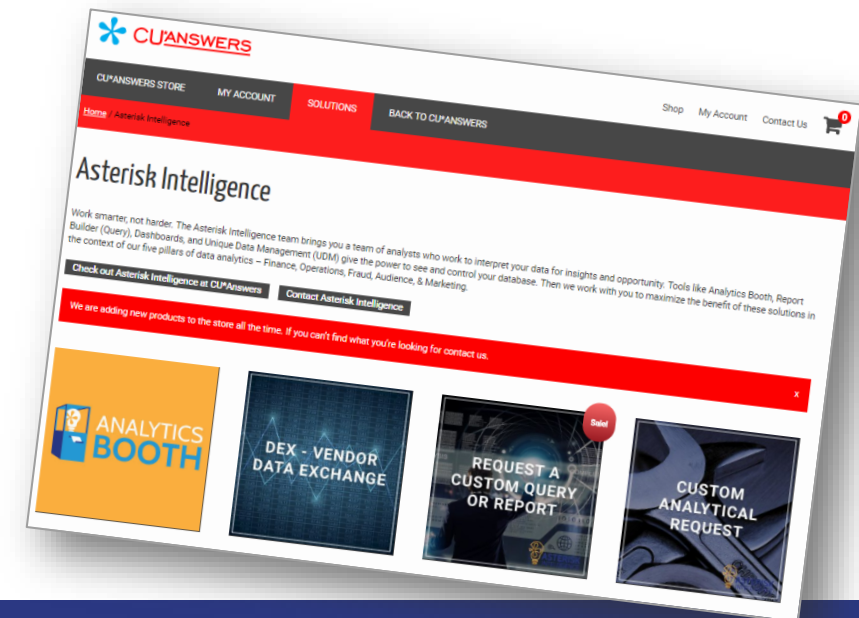 CU*ANSWERS
Shop My Account Contact Us 0
CU*ANSWERS STORE MY ACCOUNT SOLUTIONS BACK TO CU*ANSWERS
Home / Asterisk Intelligence
Asterisk Intelligence
Work smarter, not harder. The Asterisk Intelligence team brings you a team of analysts who work to interpret your data for insights and opportunity. Tools like Analytics Booth, Report
Builder (Query), Dashboards, and Unique Data Management (UDM) give the power to see and control your database. Then we work with you to maximize the benefit of these solutions in
the context of our five pillars of data analytics – Finance, Operations, Fraud, Audience, & Marketing.
Check out Asterisk Intelligence at CU*Answers Contact Asterisk Intelligence
We are adding new products to the store all the time. If you can't find what you're looking for contact us. x
ANALYTICS
BOOTH
DEX - VENDOR
DATA EXCHANGE
Sale!
REQUEST A
CUSTOM QUERY
OR REPORT
CUSTOM
ANALYTICAL
REQUEST